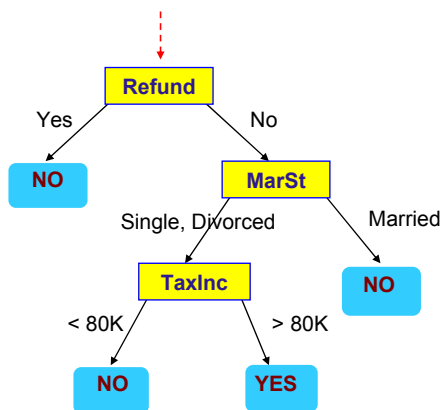 Refund
Yes
No
NO
MarSt
Single, Divorced
Married
TaxInc
NO
< 80K
> 80K
NO
YES